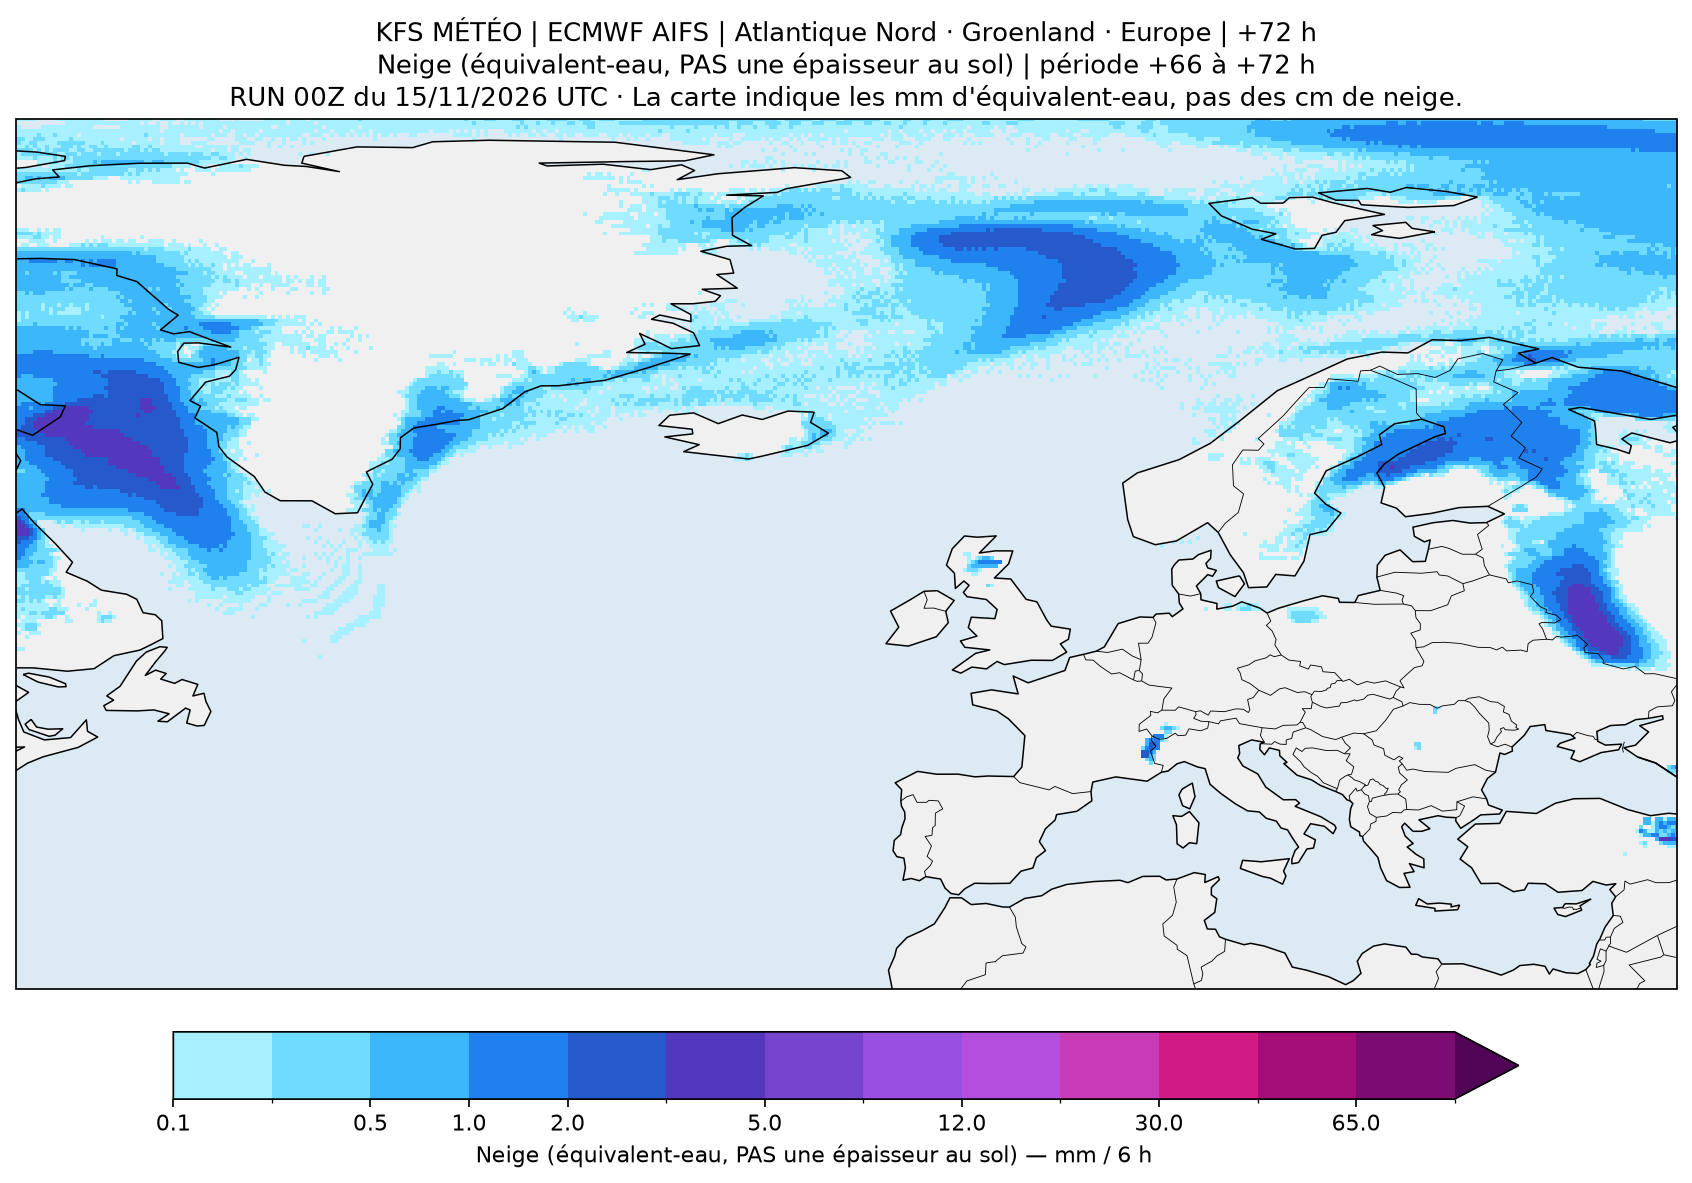 KFS MÉTÉO | ECMWF AIFS | Atlantique Nord · Groenland · Europe | +72 h
Neige (équivalent-eau, PAS une épaisseur au sol) | période +66 à +72 h
RUN 00Z du 15/11/2026 UTC · La carte indique les mm d'équivalent-eau, pas des cm de neige.
0.1 0.5 1.0 2.0 5.0 12.0 30.0 65.0
Neige (équivalent-eau, PAS une épaisseur au sol) — mm / 6 h